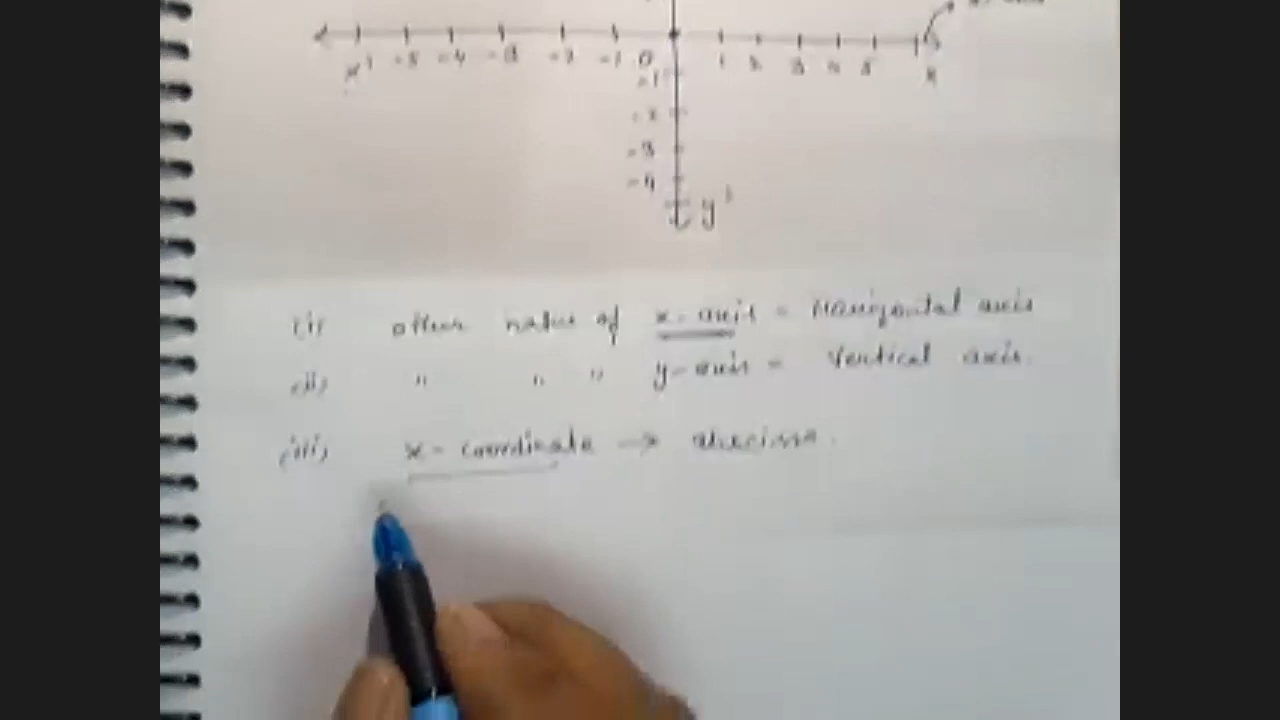 x' -5 -4 -3 -2 -1 0 1 2 3 4 5 x
-1
-2
-3
-4
y'
(i) other name of x-axis = Horizontal axis
(ii) " " " y-axis = Vertical axis.
(iii) x-coordinate → abscissa.